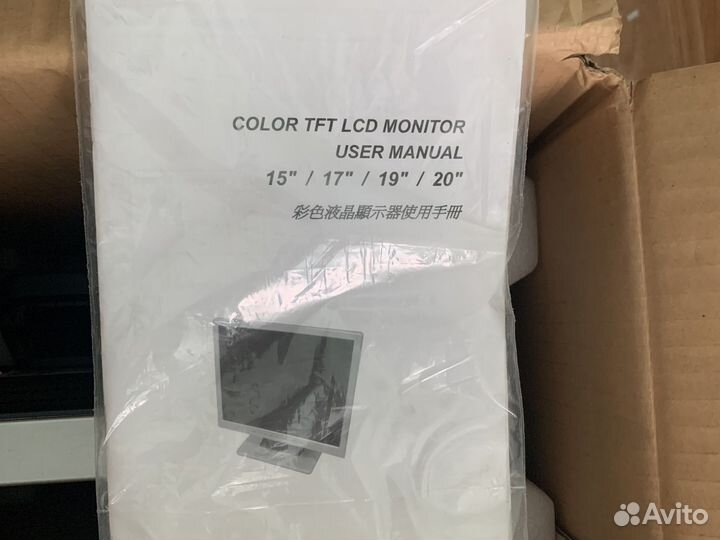 COLOR TFT LCD MONITOR
USER MANUAL
15" / 17" / 19" / 20"
彩色液晶顯示器使用手冊
Avito